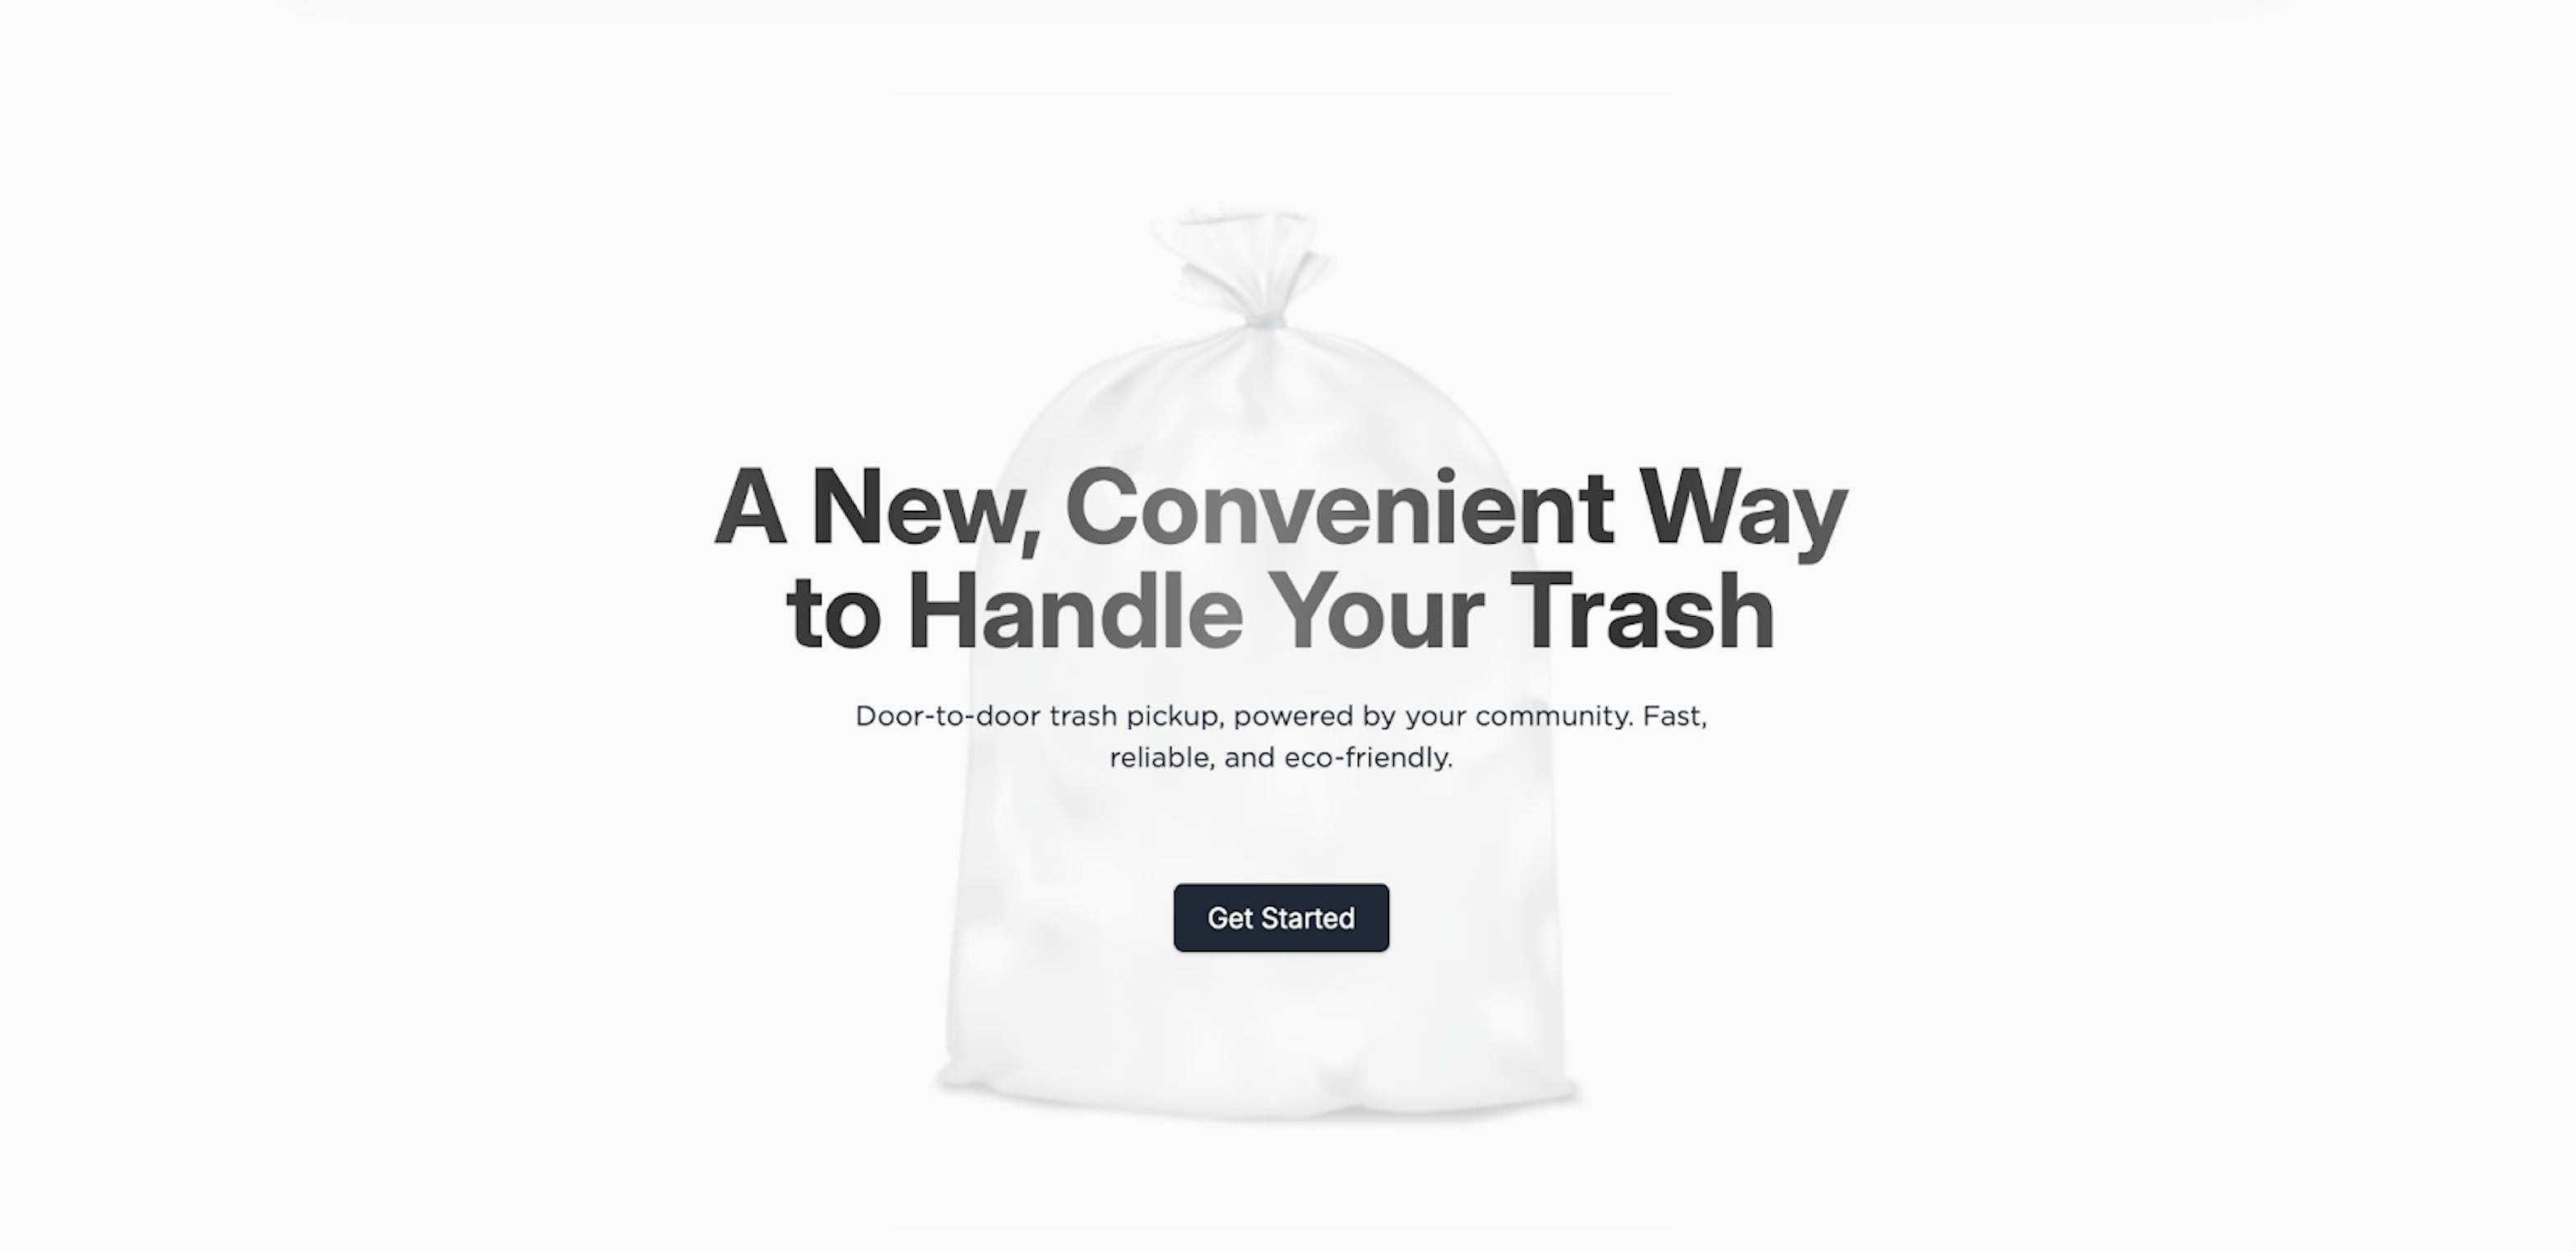 A New, Convenient Way
to Handle Your Trash
Door-to-door trash pickup, powered by your community. Fast,
reliable, and eco-friendly.
Get Started